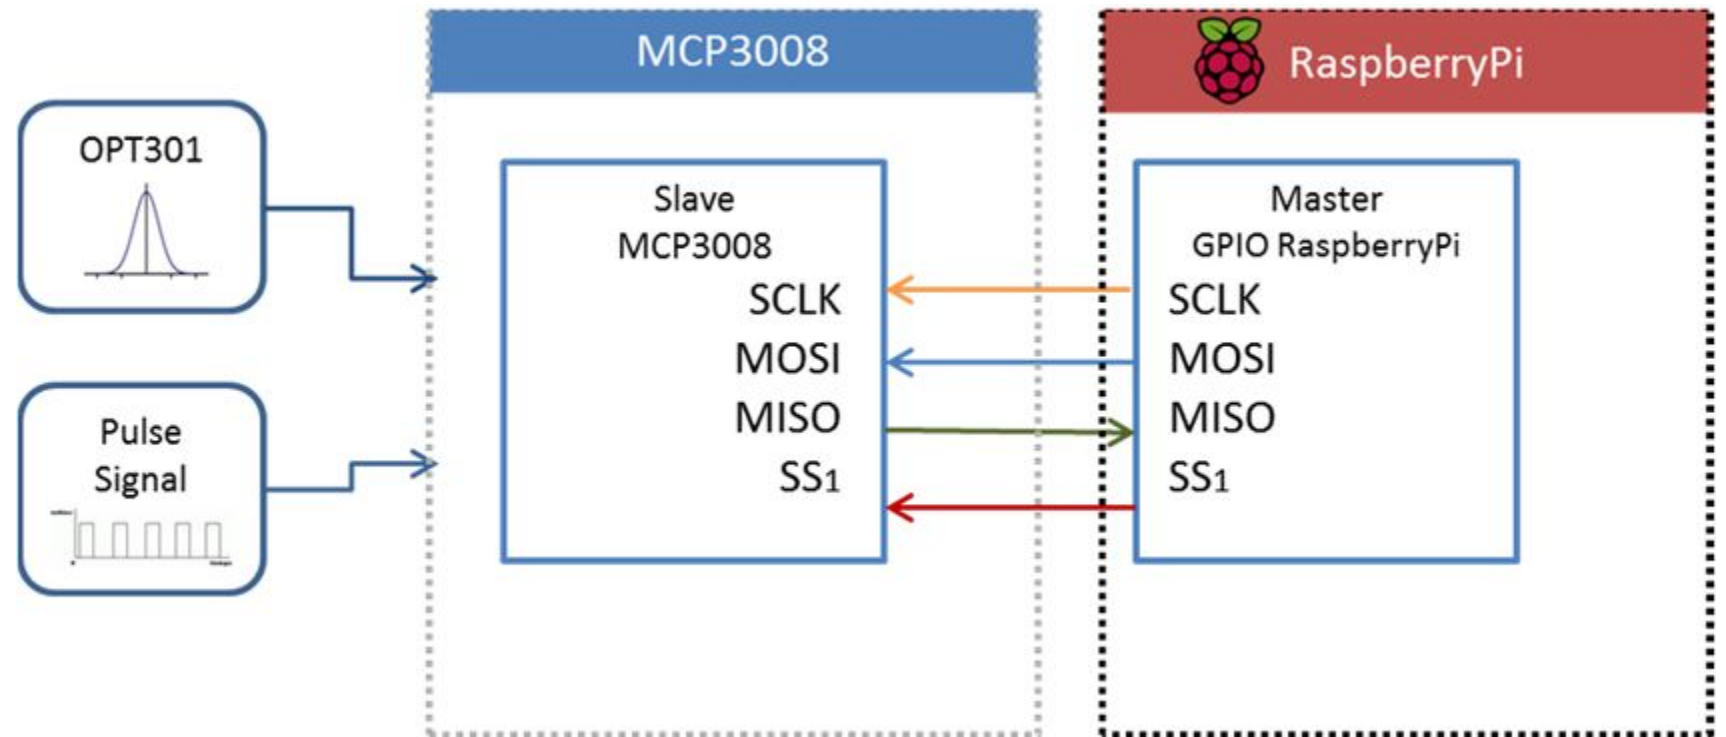 MCP3008
RaspberryPi
OPT301
Pulse
Signal
Slave
MCP3008
SCLK
MOSI
MISO
SS1
Master
GPIO RaspberryPi
SCLK
MOSI
MISO
SS1